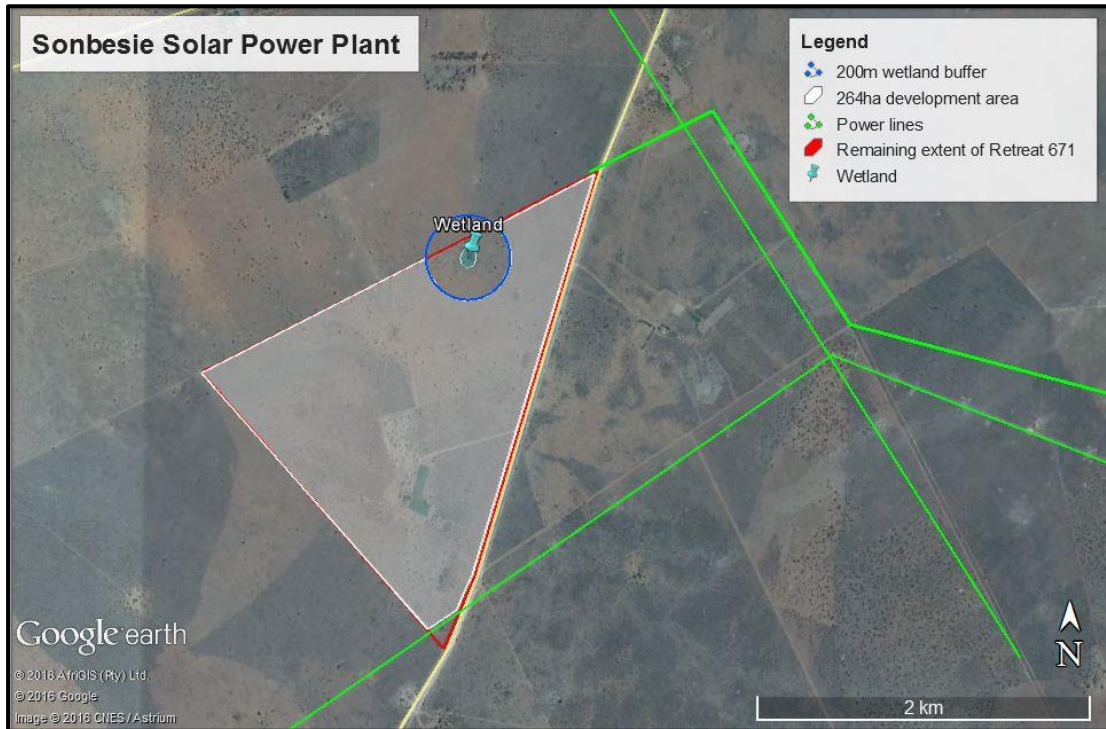 Sonbesie Solar Power Plant
Legend
200m wetland buffer
264ha development area
Power lines
Remaining extent of Retreat 671
Wetland
Wetland
Google earth
© 2016 AfriGIS (Pty) Ltd.
© 2016 Google
Image © 2016 CNES / Astrium
N
2 km